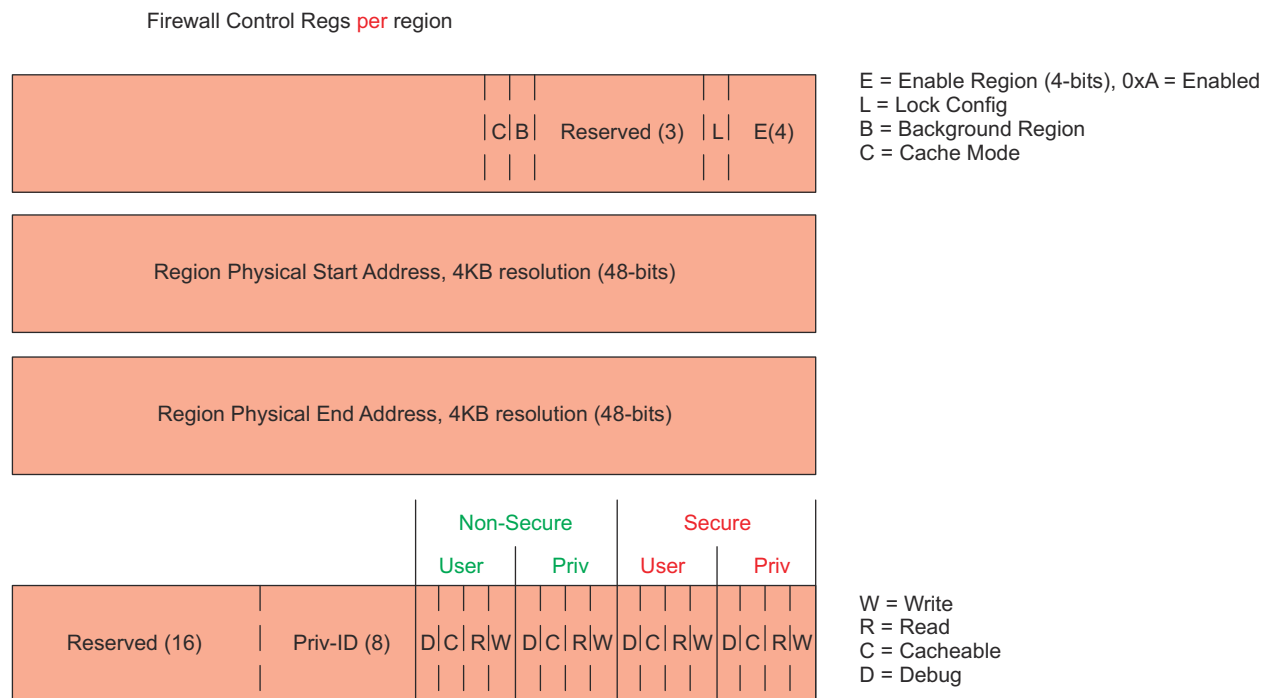 Firewall Control Regs per region
C B Reserved (3) L E(4)
E = Enable Region (4-bits), 0xA = Enabled
L = Lock Config
B = Background Region
C = Cache Mode
Region Physical Start Address, 4KB resolution (48-bits)
Region Physical End Address, 4KB resolution (48-bits)
Non-Secure Secure
User Priv User Priv
Reserved (16) Priv-ID (8) D C R W D C R W D C R W D C R W
W = Write
R = Read
C = Cacheable
D = Debug